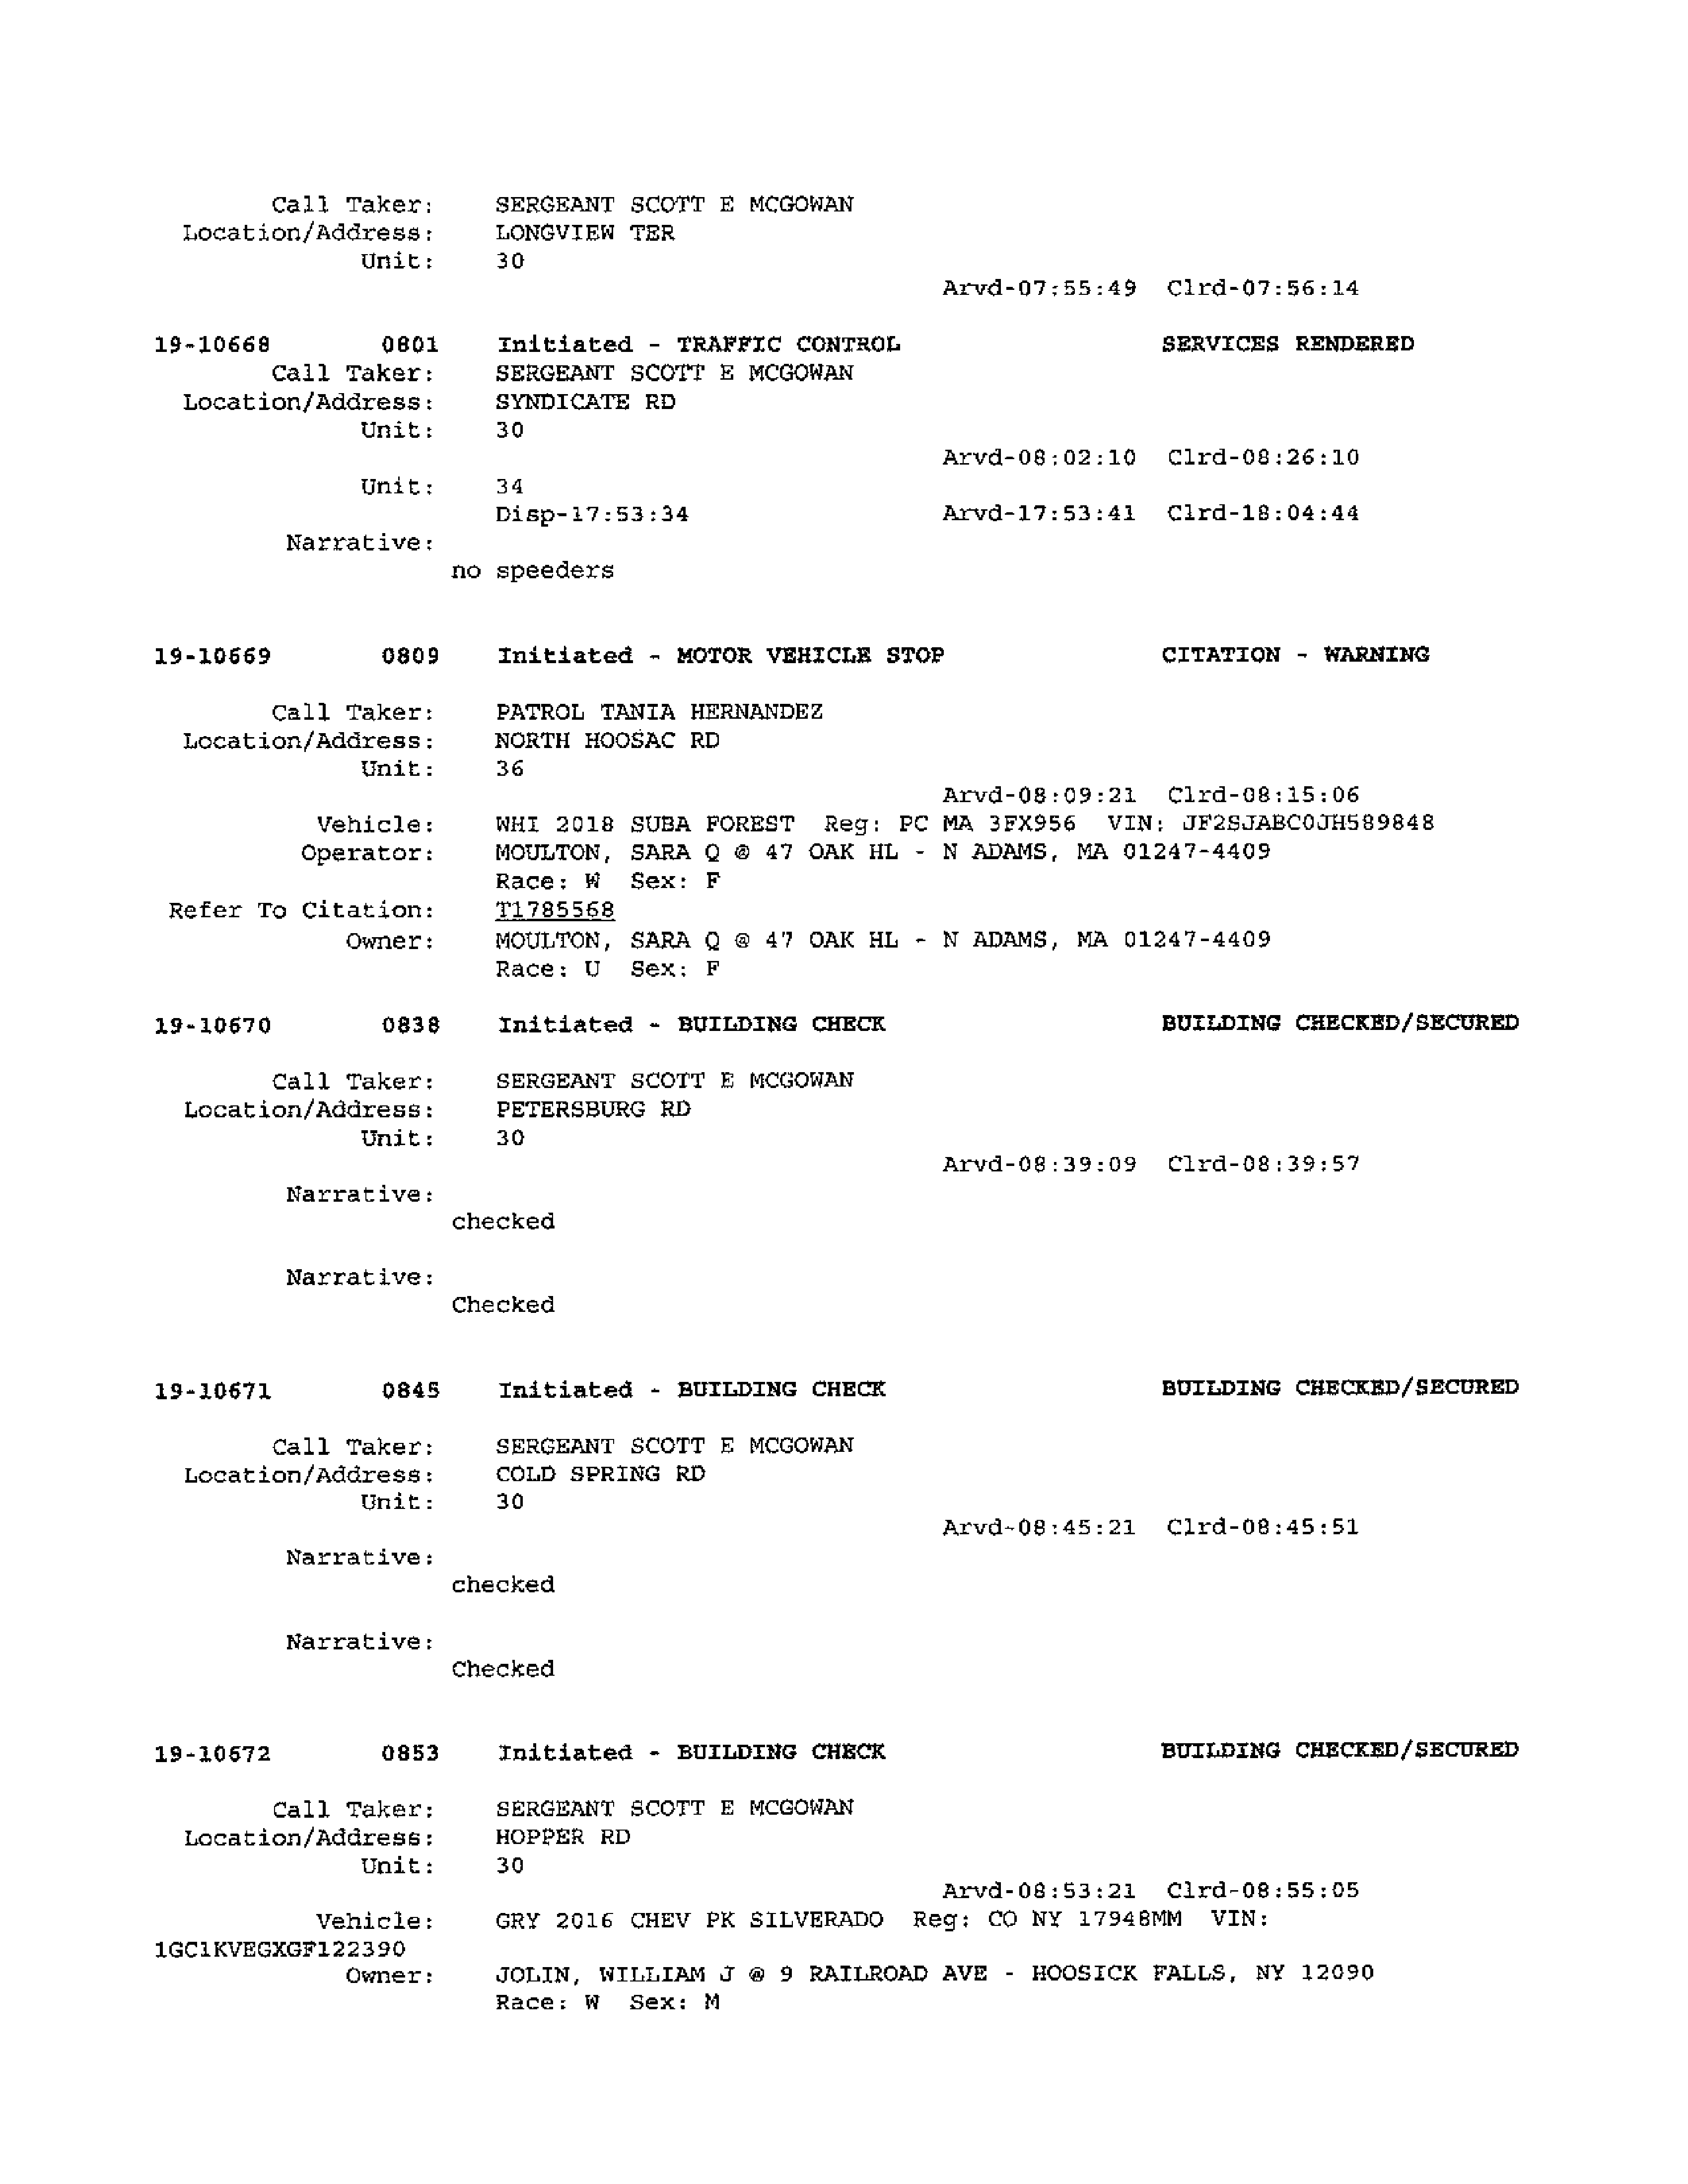 Call Taker: SERGEANT SCOTT E MCGOWAN
Location/Address: LONGVIEW TER
Unit: 30
Arvd-07:55:49 Clrd-07:56:14
19-10668 0801 Initiated - TRAFFIC CONTROL SERVICES RENDERED
Call Taker: SERGEANT SCOTT E MCGOWAN
Location/Address: SYNDICATE RD
Unit: 30
Arvd-08:02:10 Clrd-08:26:10
Unit: 34
Disp-17:53:34 Arvd-17:53:41 Clrd-18:04:44
Narrative:
no speeders
19-10669 0809 Initiated - MOTOR VEHICLE STOP CITATION - WARNING
Call Taker: PATROL TANIA HERNANDEZ
Location/Address: NORTH HOOSAC RD
Unit: 36
Arvd-08:09:21 Clrd-08:15:06
Vehicle: WHI 2018 SUBA FOREST Reg: PC MA 3FX956 VIN: JF2SJABC0JH589848
Operator: MOULTON, SARA Q @ 47 OAK HL - N ADAMS, MA 01247-4409
Race: W Sex: F
Refer To Citation: T1785568
Owner: MOULTON, SARA Q @ 47 OAK HL - N ADAMS, MA 01247-4409
Race: U Sex: F
19-10670 0838 Initiated - BUILDING CHECK BUILDING CHECKED/SECURED
Call Taker: SERGEANT SCOTT E MCGOWAN
Location/Address: PETERSBURG RD
Unit: 30
Arvd-08:39:09 Clrd-08:39:57
Narrative:
checked
Narrative:
Checked
19-10671 0845 Initiated - BUILDING CHECK BUILDING CHECKED/SECURED
Call Taker: SERGEANT SCOTT E MCGOWAN
Location/Address: COLD SPRING RD
Unit: 30
Arvd-08:45:21 Clrd-08:45:51
Narrative:
checked
Narrative:
Checked
19-10672 0853 Initiated - BUILDING CHECK BUILDING CHECKED/SECURED
Call Taker: SERGEANT SCOTT E MCGOWAN
Location/Address: HOPPER RD
Unit: 30
Arvd-08:53:21 Clrd-08:55:05
Vehicle: GRY 2016 CHEV PK SILVERADO Reg: CO NY 17948MM VIN:
1GC1KVEGXGF122390
Owner: JOLIN, WILLIAM J @ 9 RAILROAD AVE - HOOSICK FALLS, NY 12090
Race: W Sex: M